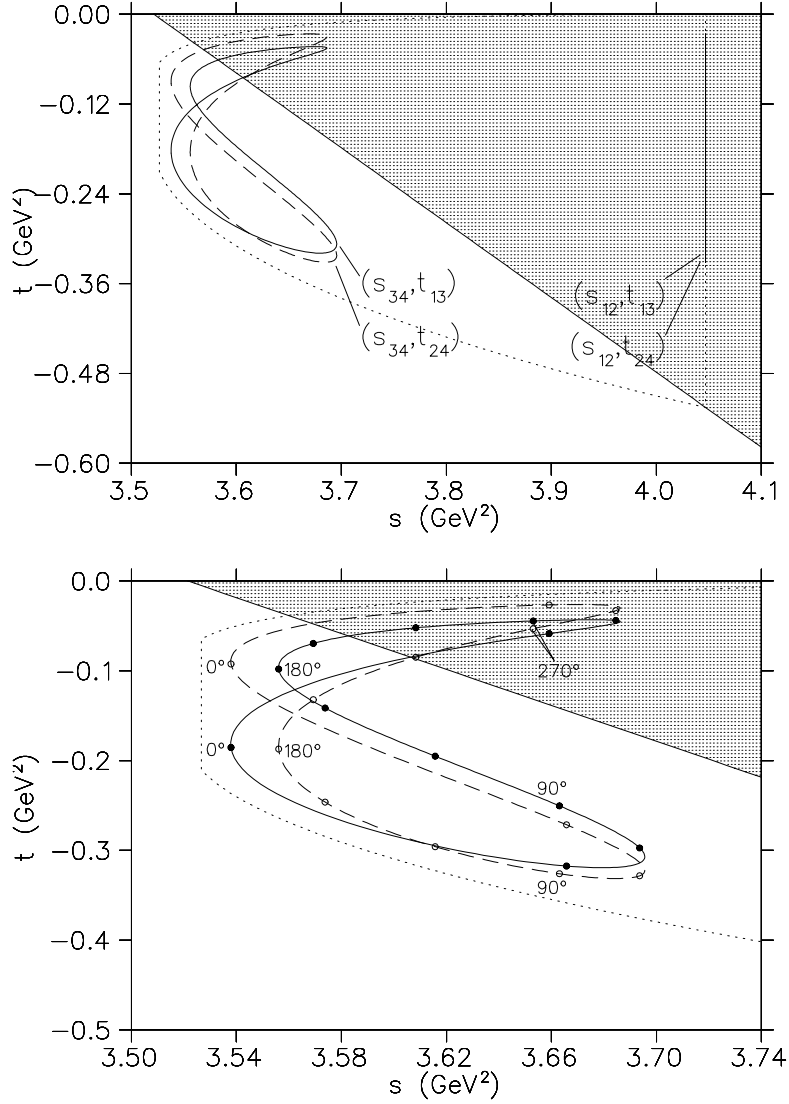 0.00
−0.12
−0.24
−0.36
−0.48
−0.60
t (GeV²)
(s₃₄,t₁₃)
(s₃₄,t₂₄)
(s₁₂,t₁₃)
(s₁₂,t₂₄)
3.5 3.6 3.7 3.8 3.9 4.0 4.1
s (GeV²)
0.0
−0.1
−0.2
−0.3
−0.4
−0.5
t (GeV²)
0° 180° 270°
0° 180°
90°
90°
3.50 3.54 3.58 3.62 3.66 3.70 3.74
s (GeV²)